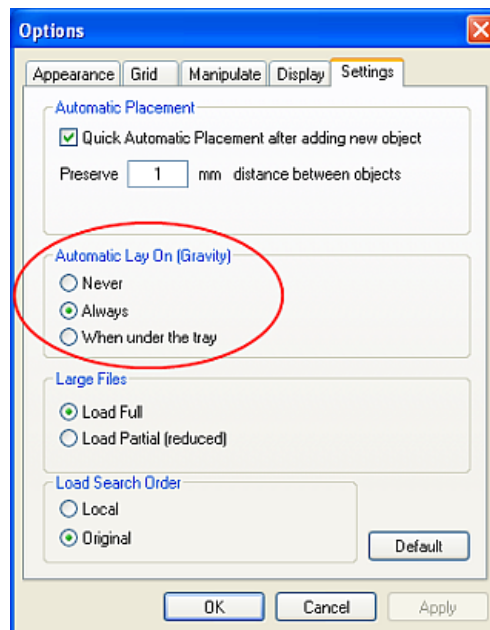 Options
Appearance Grid Manipulate Display Settings
Automatic Placement
Quick Automatic Placement after adding new object
Preserve 1 mm distance between objects
Automatic Lay On (Gravity)
Never
Always
When under the tray
Large Files
Load Full
Load Partial (reduced)
Load Search Order
Local
Original
Default
OK Cancel Apply